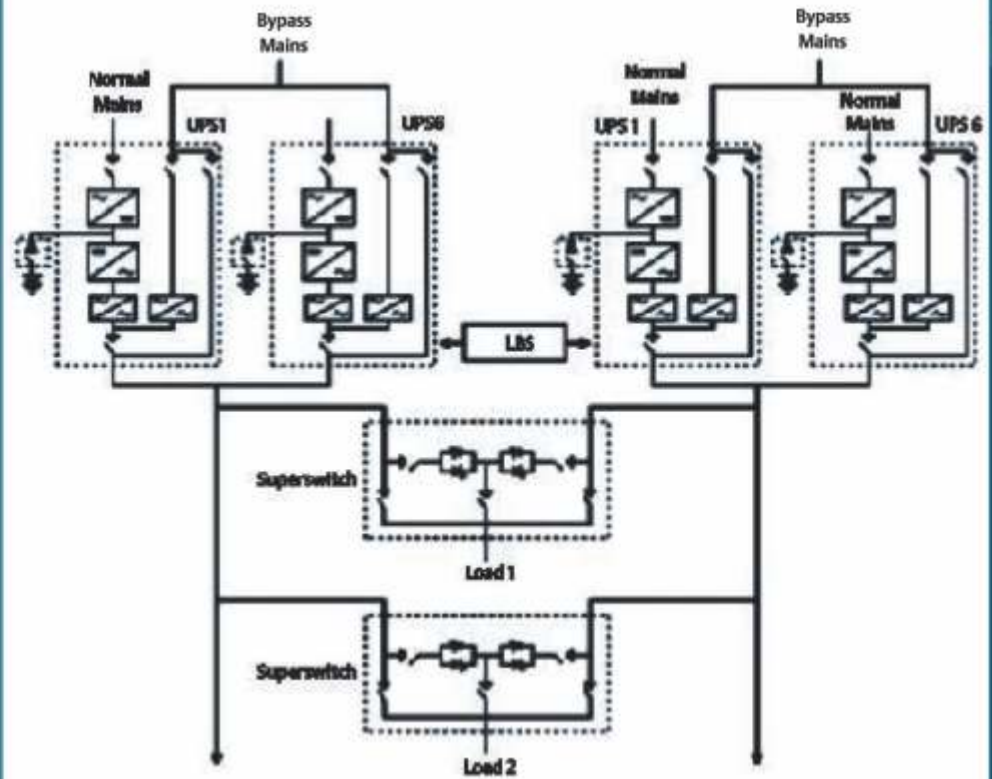 Bypass
Mains
Bypass
Mains
Normal
Mains
UPS1
UPS6
Normal
Mains
UPS 1
Normal
Mains
UPS 6
LBS
Superswitch
Load 1
Superswitch
Load 2